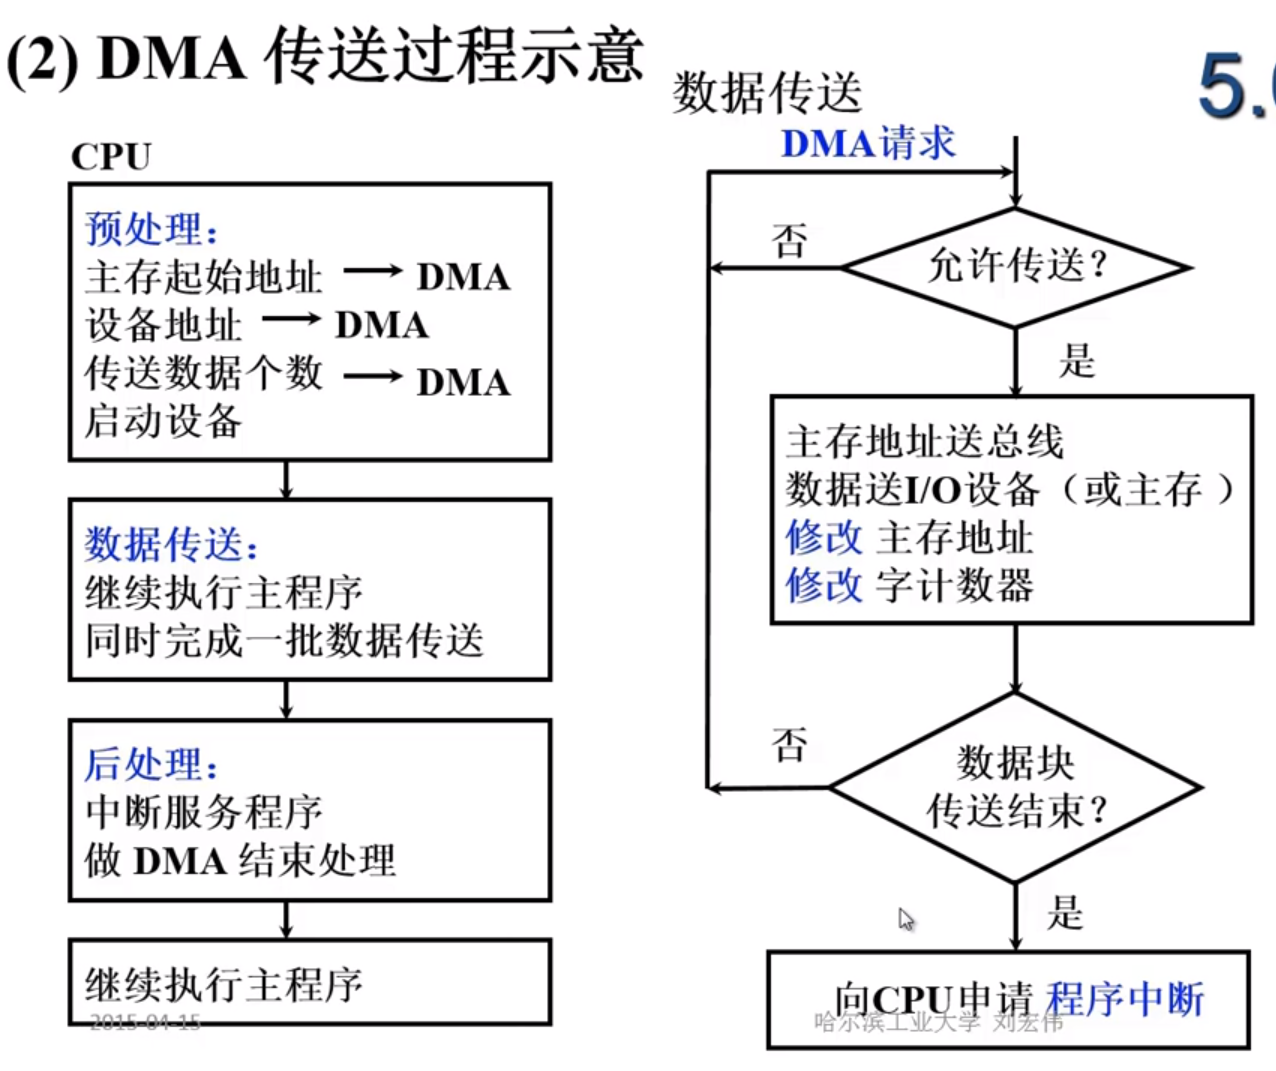 (2) DMA 传送过程示意
5.
CPU
预处理：
主存起始地址 → DMA
设备地址 → DMA
传送数据个数 → DMA
启动设备
数据传送：
继续执行主程序
同时完成一批数据传送
后处理：
中断服务程序
做 DMA 结束处理
继续执行主程序
2015-04-15
数据传送
DMA请求
允许传送？
否
是
主存地址送总线
数据送I/O设备（或主存 ）
修改 主存地址
修改 字计数器
数据块
传送结束？
否
是
向CPU申请 程序中断
哈尔滨工业大学 刘宏伟